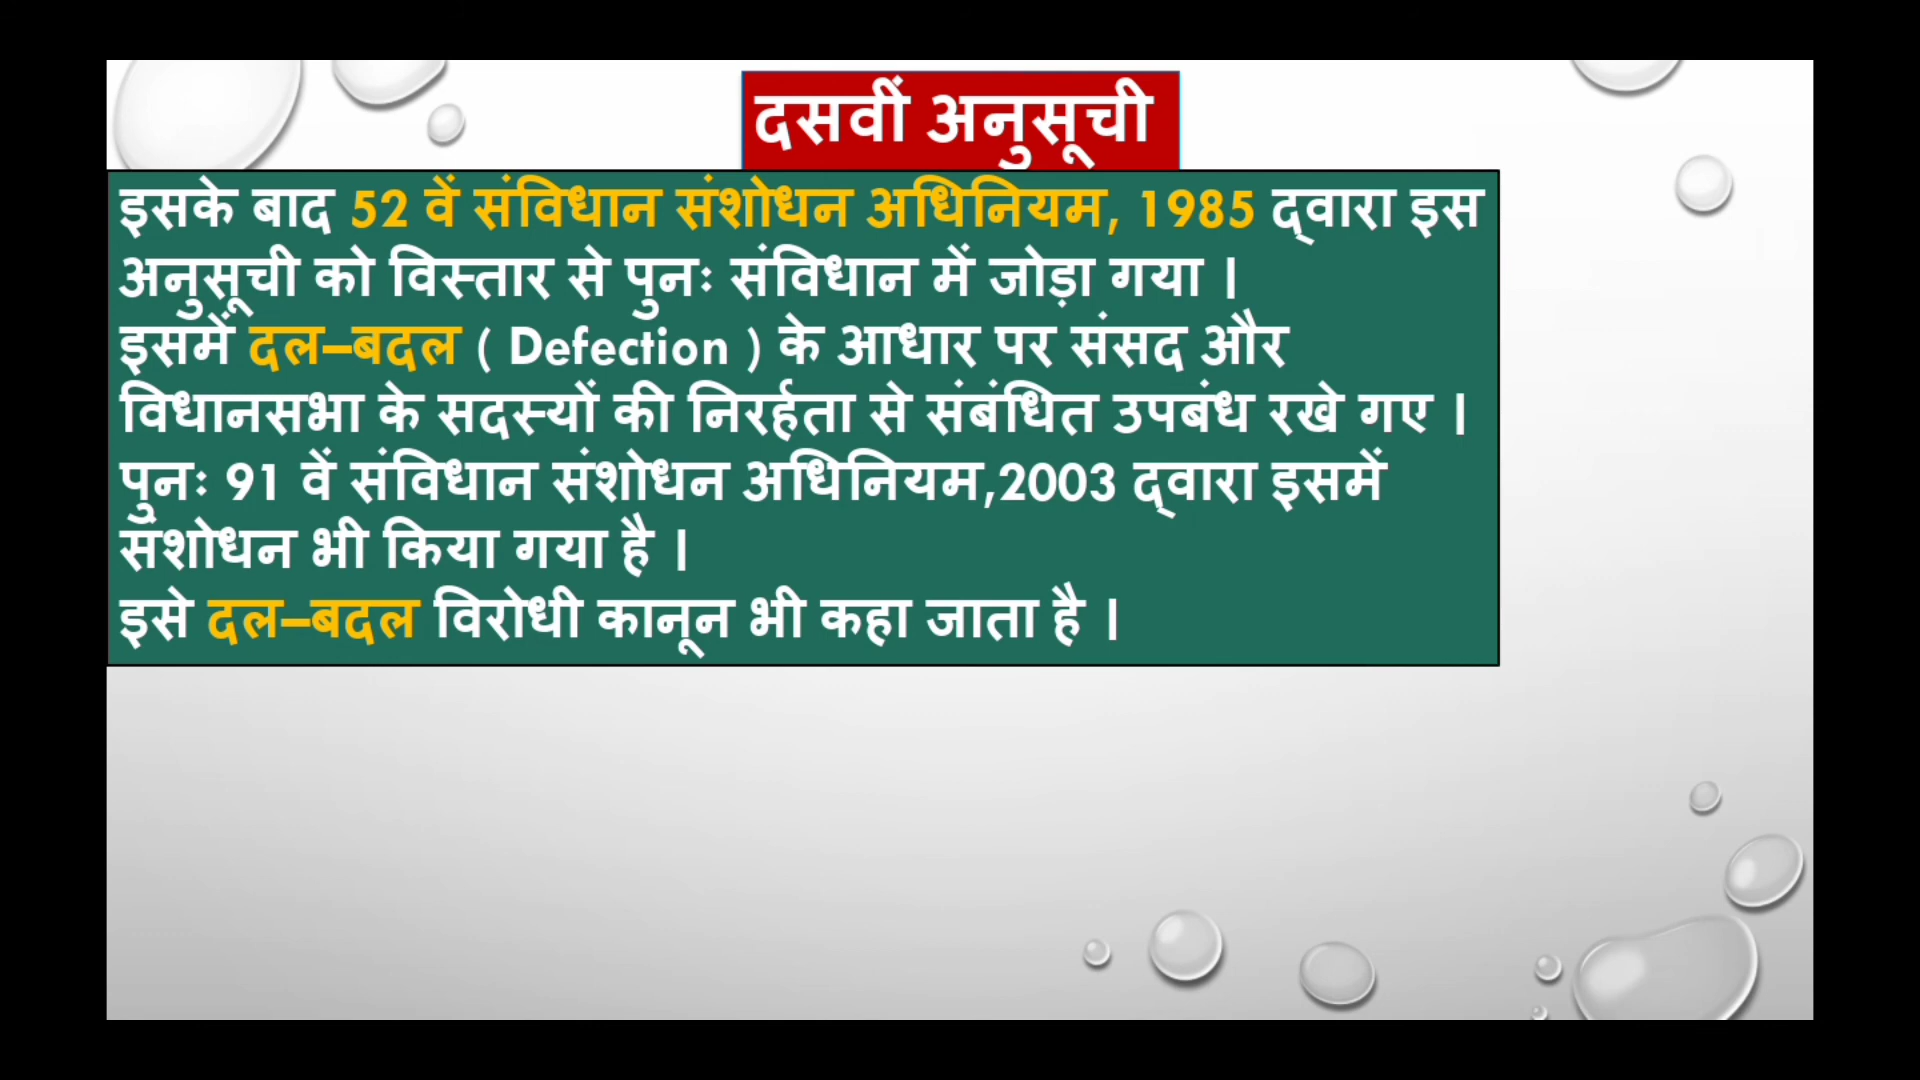 दसवीं अनुसूची
इसके बाद 52 वें संविधान संशोधन अधिनियम, 1985 द्वारा इस
अनुसूची को विस्तार से पुनः संविधान में जोड़ा गया |
इसमें दल–बदल ( Defection ) के आधार पर संसद और
विधानसभा के सदस्यों की निरर्हता से संबंधित उपबंध रखे गए |
पुनः 91 वें संविधान संशोधन अधिनियम,2003 द्वारा इसमें
संशोधन भी किया गया है |
इसे दल–बदल विरोधी कानून भी कहा जाता है |